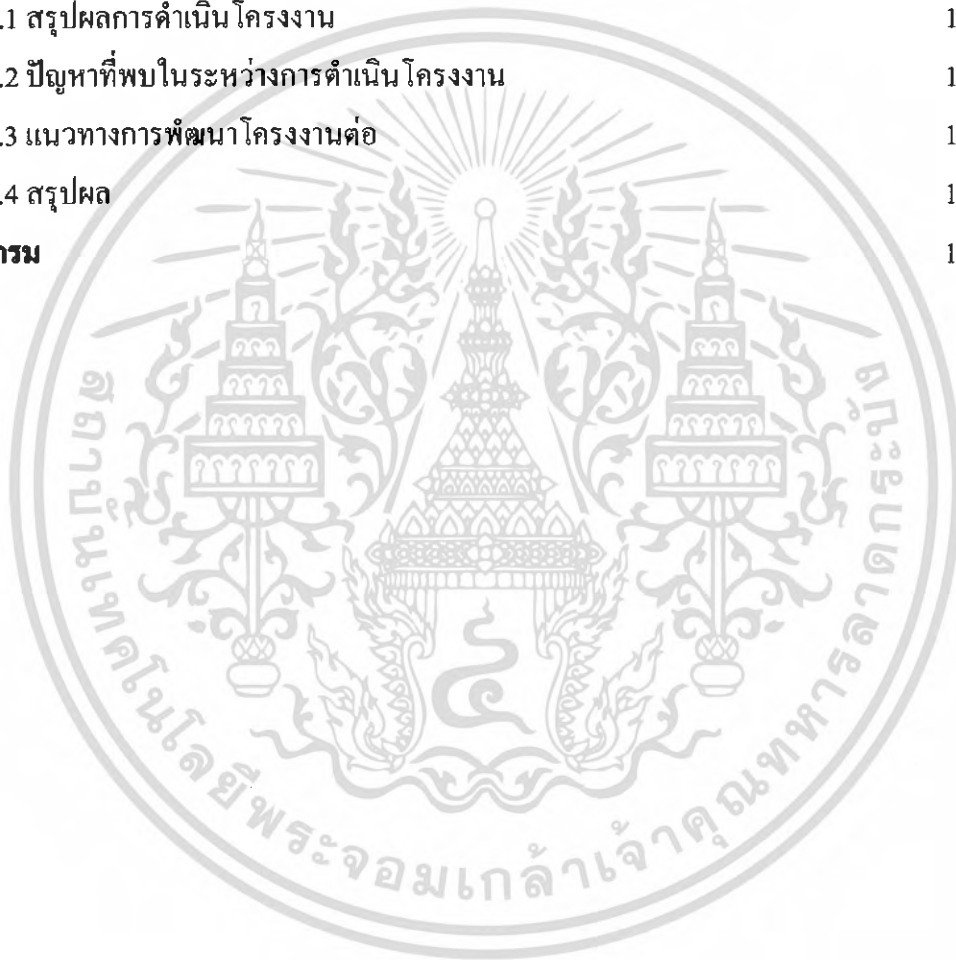 .1 สรุปผลการดำเนินโครงงาน 1
.2 ปัญหาที่พบในระหว่างการดำเนินโครงงาน 1
.3 แนวทางการพัฒนาโครงงานต่อ 1
.4 สรุปผล 1
ารม 1
สถาบันเทคโนโลยีพระจอมเกล้าเจ้าคุณทหารลาดกระบัง
๔